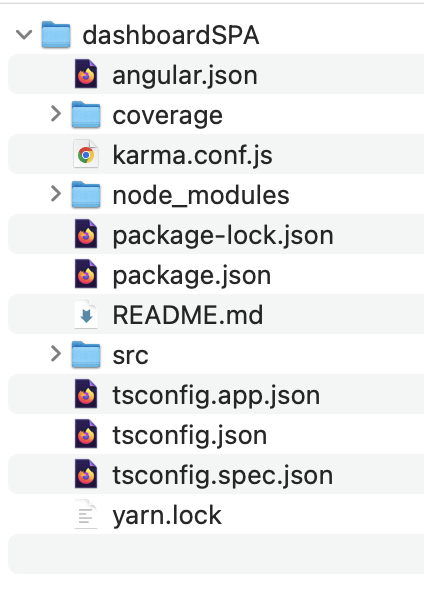 dashboardSPA
angular.json
coverage
karma.conf.js
node_modules
package-lock.json
package.json
README.md
src
tsconfig.app.json
tsconfig.json
tsconfig.spec.json
yarn.lock